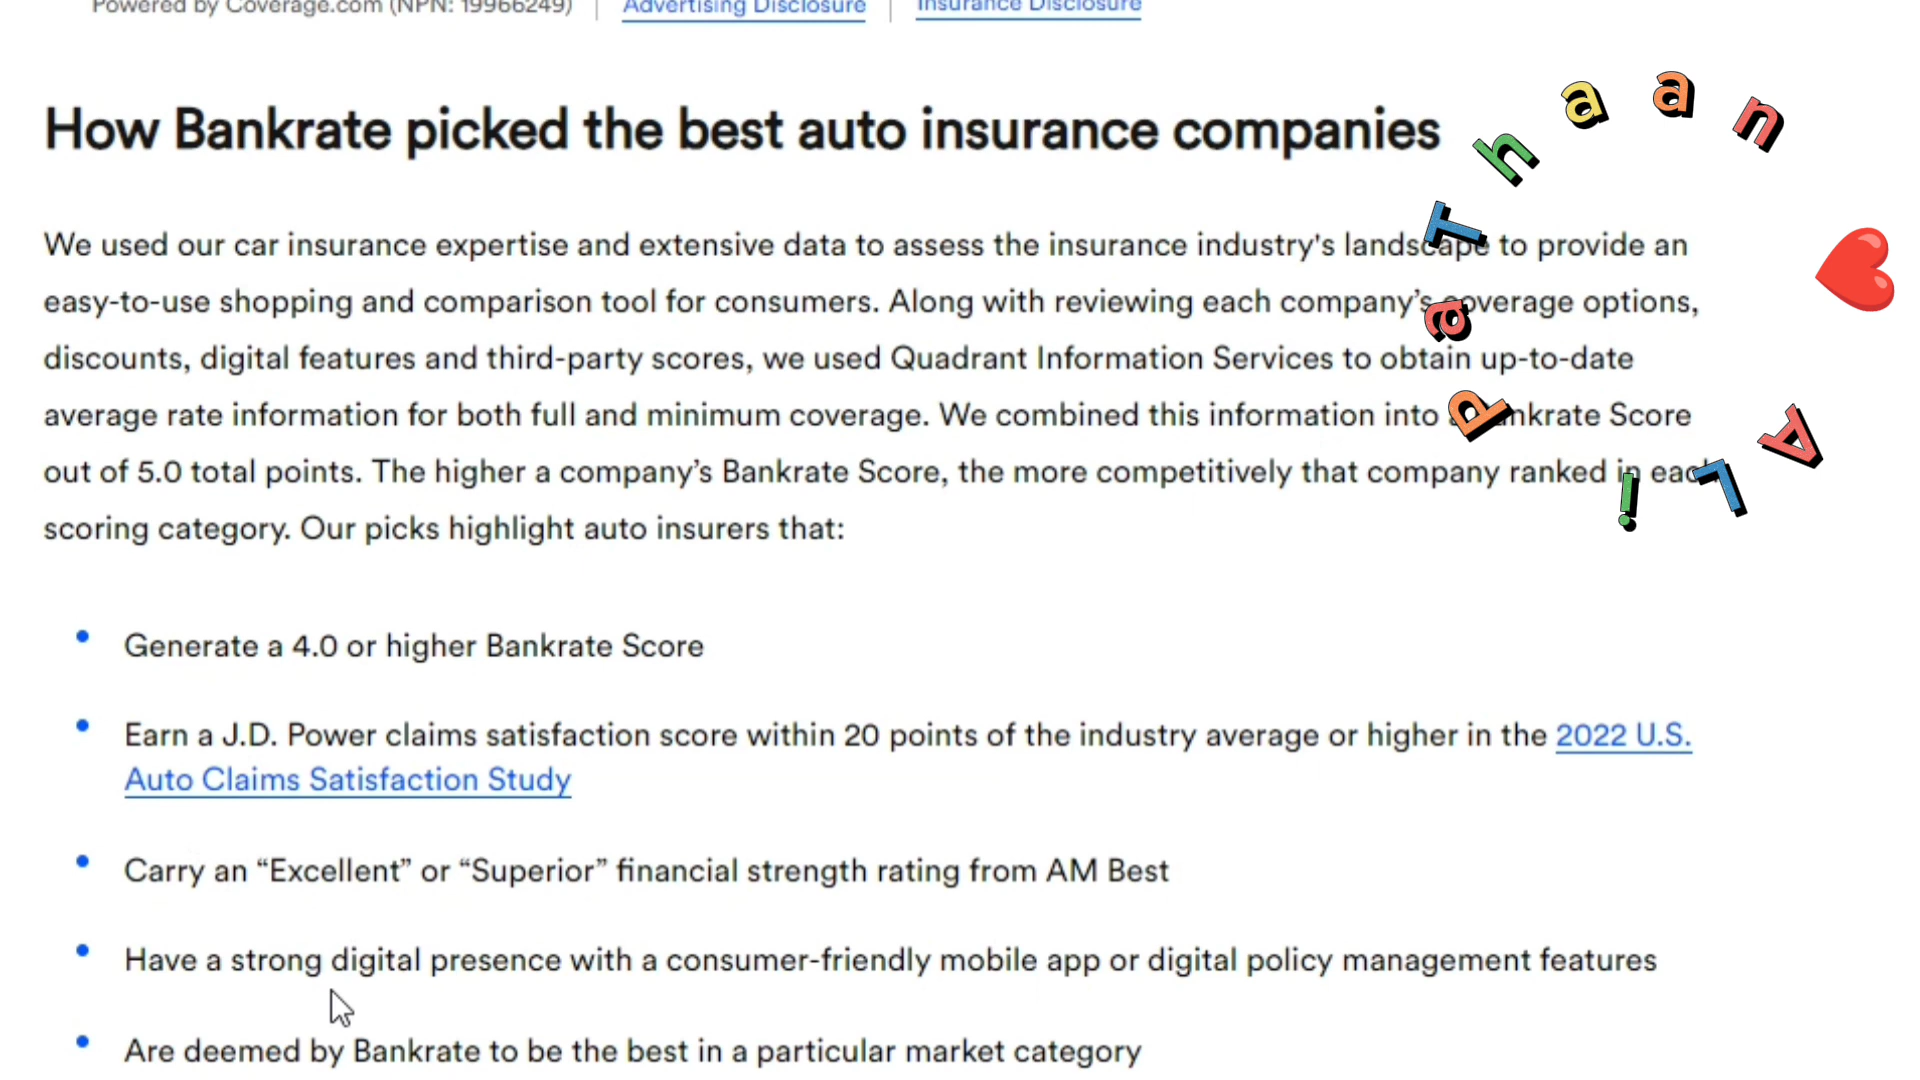 Powered by Coverage.com (NPN: 19966249) | Advertising Disclosure | Insurance Disclosure
How Bankrate picked the best auto insurance companies
We used our car insurance expertise and extensive data to assess the insurance industry's landscape to provide an
easy-to-use shopping and comparison tool for consumers. Along with reviewing each company’s coverage options,
discounts, digital features and third-party scores, we used Quadrant Information Services to obtain up-to-date
average rate information for both full and minimum coverage. We combined this information into a Bankrate Score
out of 5.0 total points. The higher a company’s Bankrate Score, the more competitively that company ranked in each
scoring category. Our picks highlight auto insurers that:
• Generate a 4.0 or higher Bankrate Score
• Earn a J.D. Power claims satisfaction score within 20 points of the industry average or higher in the 2022 U.S.
Auto Claims Satisfaction Study
• Carry an “Excellent” or “Superior” financial strength rating from AM Best
• Have a strong digital presence with a consumer-friendly mobile app or digital policy management features
• Are deemed by Bankrate to be the best in a particular market category
PaThaan ❤️ ALi